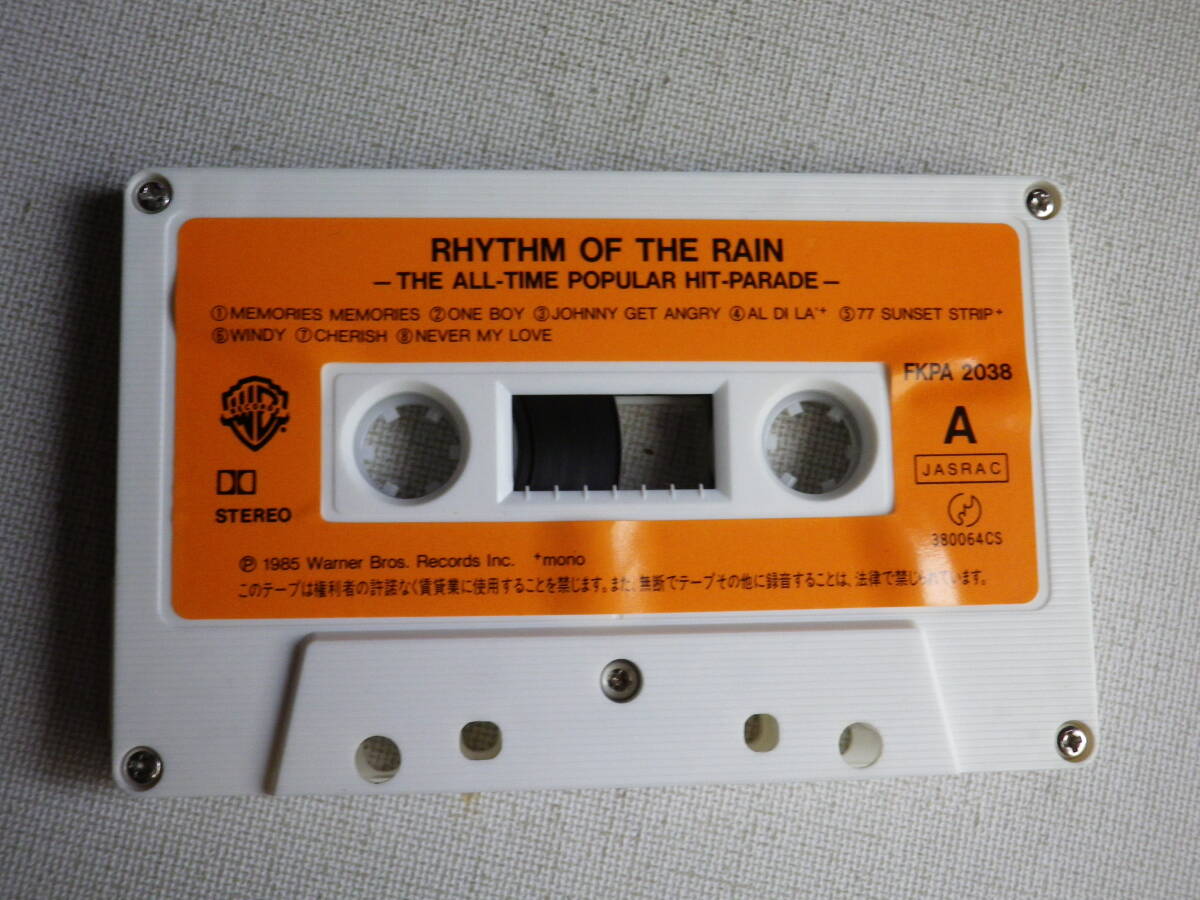 RHYTHM OF THE RAIN
—THE ALL-TIME POPULAR HIT-PARADE—
①MEMORIES MEMORIES ②ONE BOY ③JOHNNY GET ANGRY ④AL DI LA'+ ⑤77 SUNSET STRIP+
⑥WINDY ⑦CHERISH ⑧NEVER MY LOVE
FKPA 2038
RECORDS
A
JASRAC
STEREO
380064CS
Ⓟ 1985 Warner Bros. Records Inc. +mono
このテープは権利者の許諾なく賃貸業に使用することを禁じます。また、無断でテープその他に録音することは、法律で禁じられています。